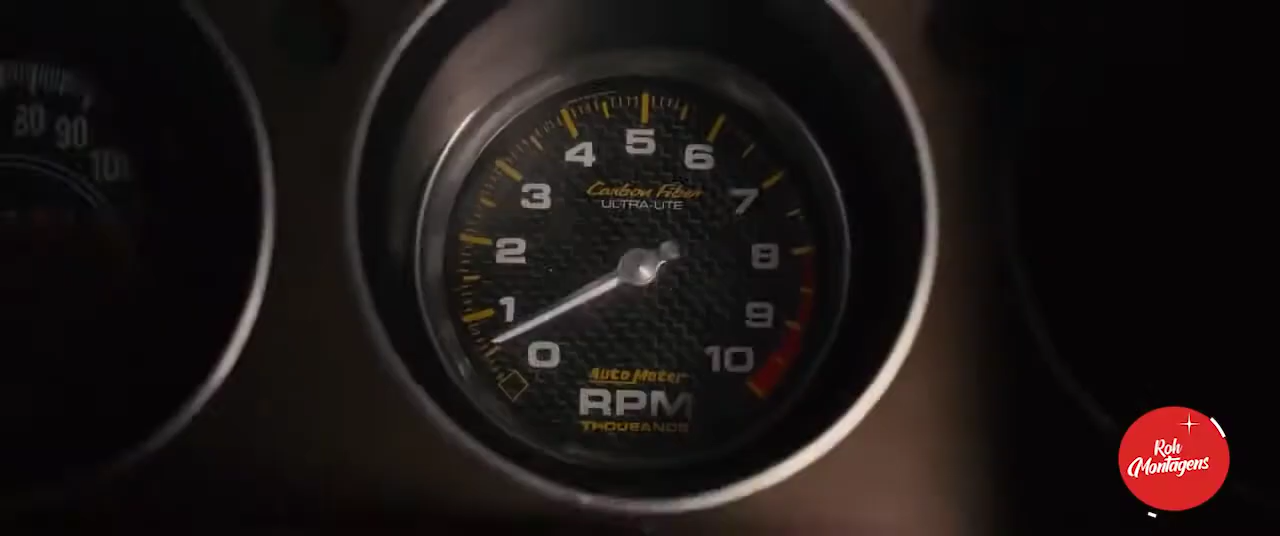 80 90 100
0 1 2 3 4 5 6 7 8 9 10
Carbon Fiber
ULTRA-LITE
Auto Meter
RPM
THOUSANDS
Roh
Montagens